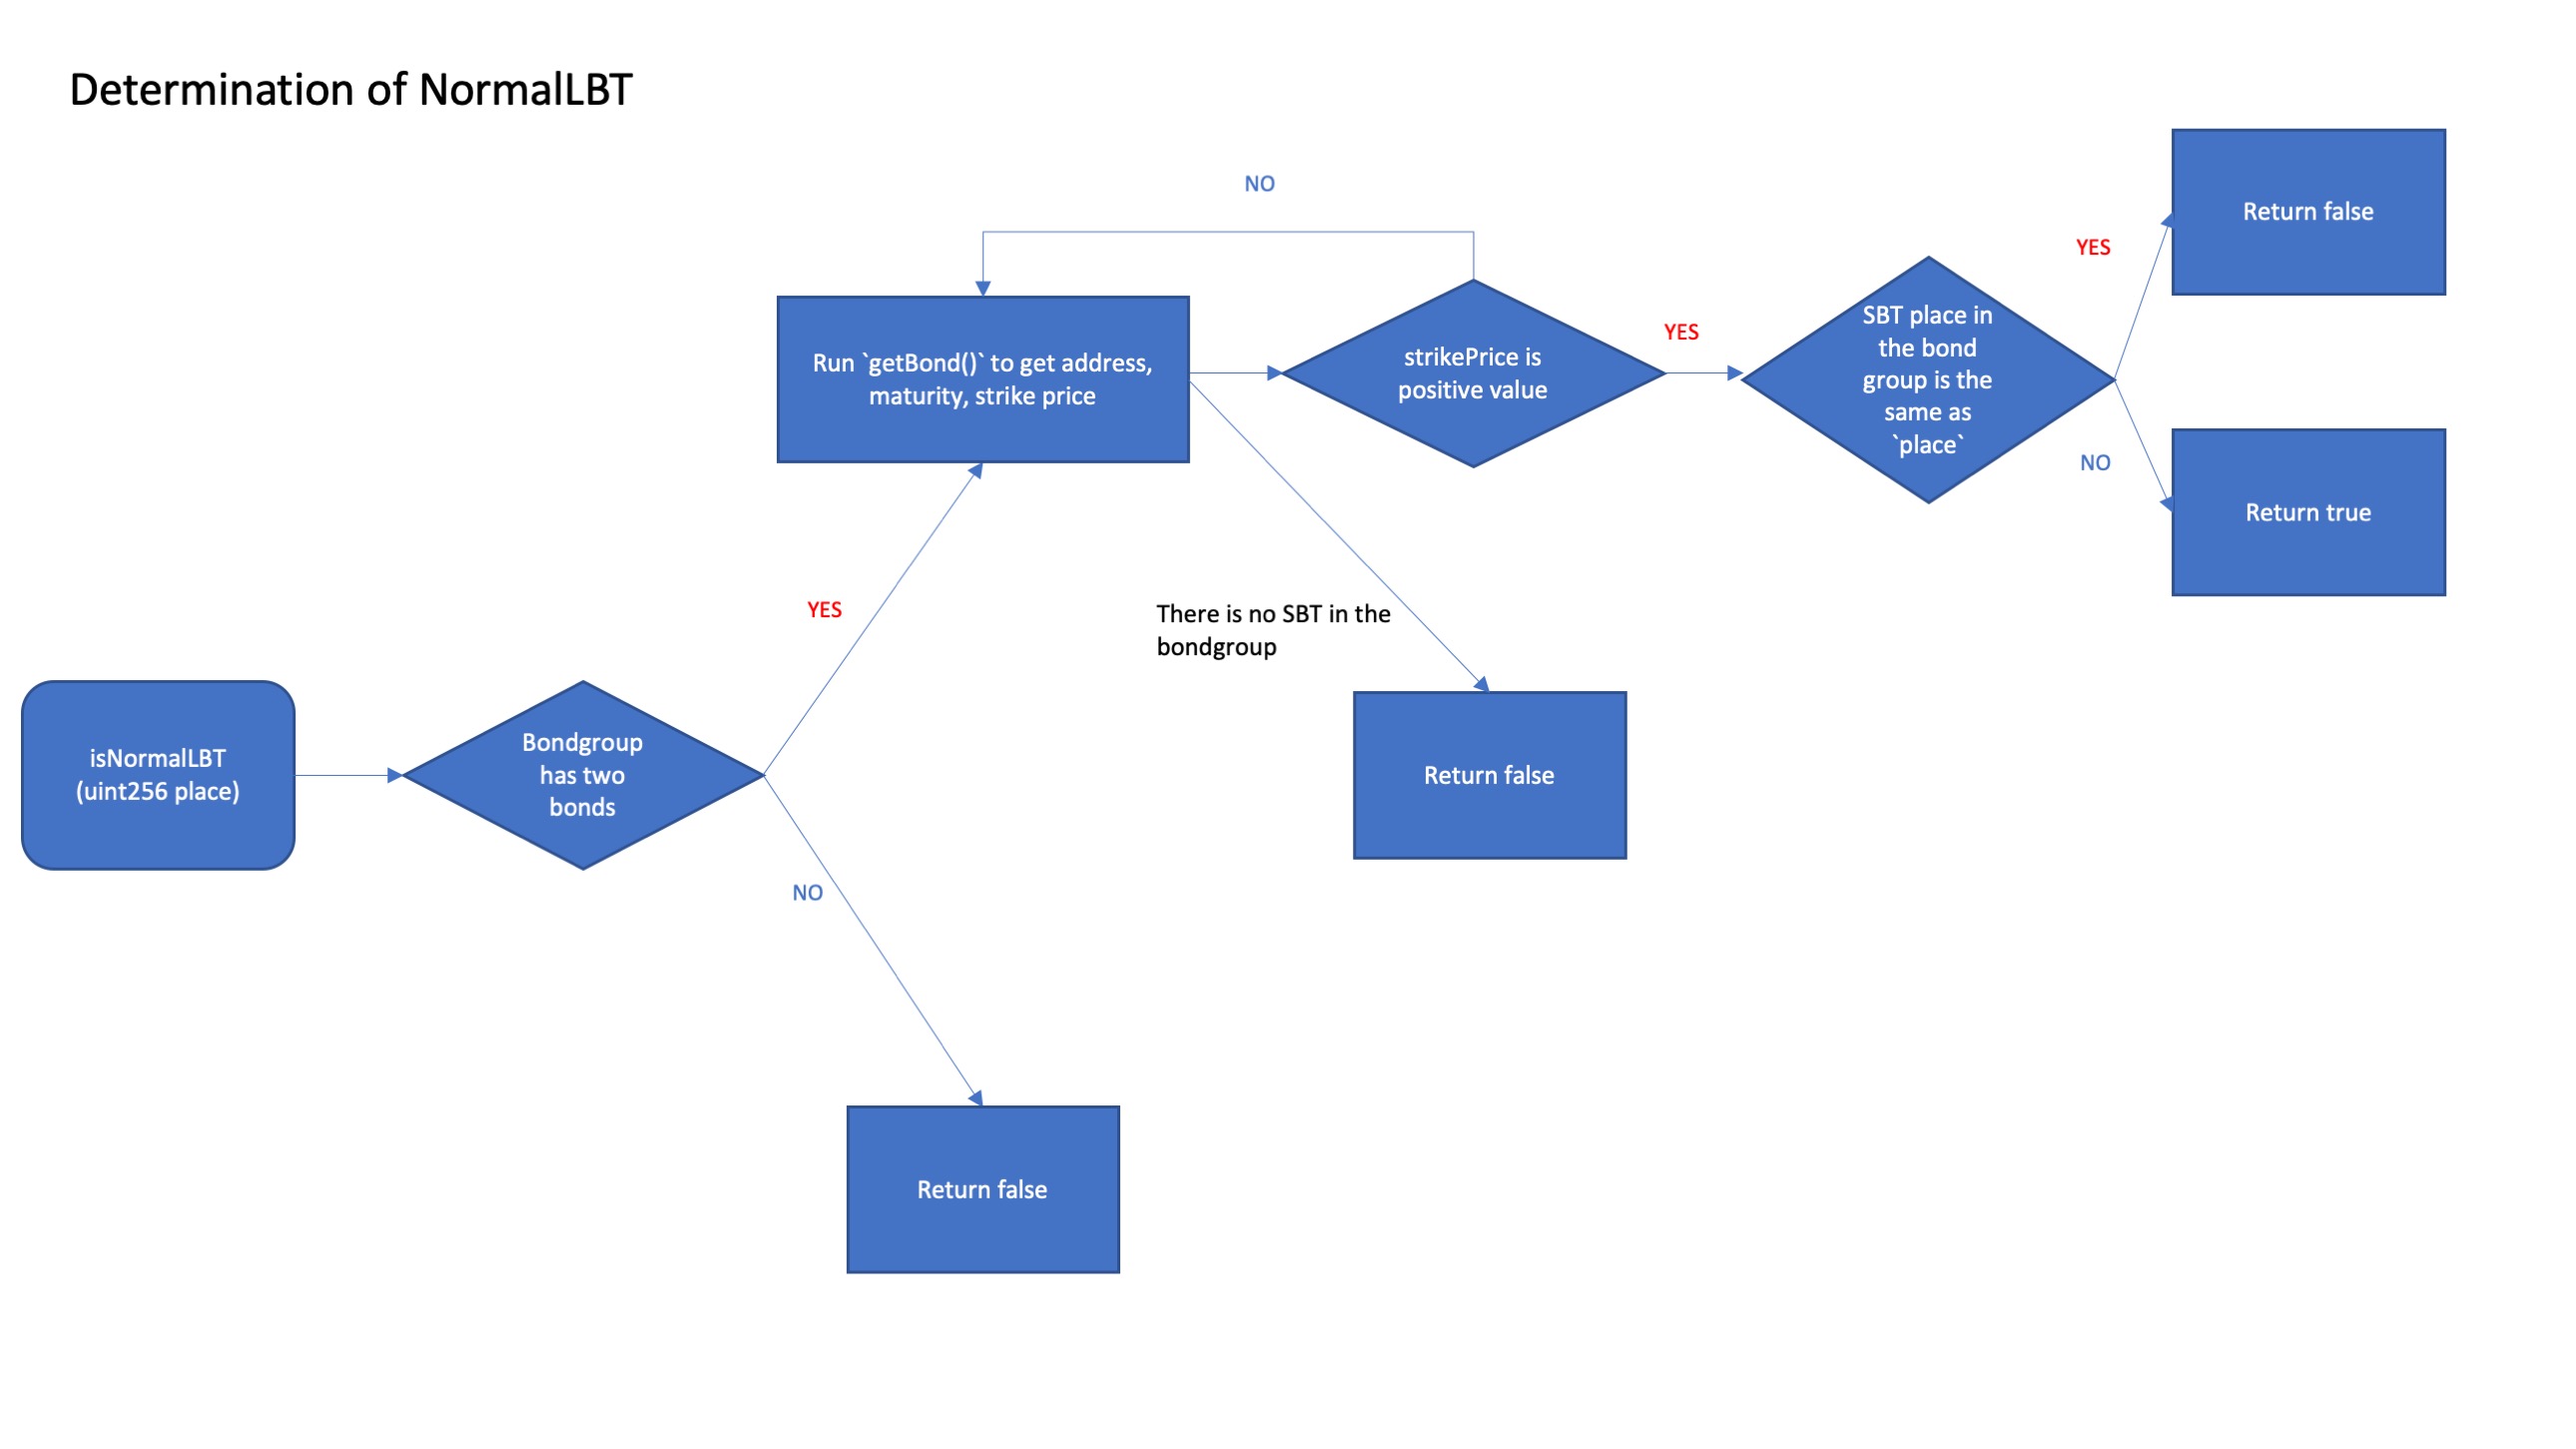 Determination of NormalLBT
NO
Return false
YES
SBT place in
the bond
group is the
same as
`place`
strikePrice is
positive value
YES
Run `getBond()` to get address,
maturity, strike price
NO
Return true
YES
There is no SBT in the
bondgroup
isNormalLBT
(uint256 place)
Bondgroup
has two
bonds
Return false
NO
Return false